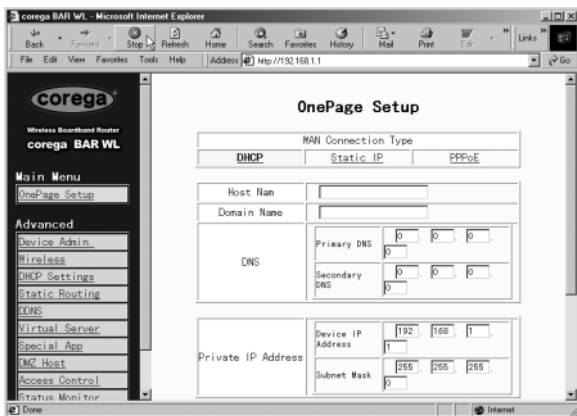 corega BAR WL - Microsoft Internet Explorer
Back Forward Stop Refresh Home Search Favorites History Mail Print Edit » Links »
File Edit View Favorites Tools Help Address http://192.168.1.1 Go
corega
Wireless Boardband Router
corega BAR WL
Main Menu
OnePage Setup
Advanced
Device Admin.
Wireless
DHCP Settings
Static Routing
DDNS
Virtual Server
Special App
DMZ Host
Access Control
Status Monitor
OnePage Setup
WAN Connection Type
DHCP Static IP PPPoE
Host Nam
Domain Name
DNS
Primary DNS 0 . 0 . 0 .
0
Secondary DNS 0 . 0 . 0 .
0
Private IP Address
Device IP Address 192 . 168 . 1 .
1
Subnet Mask 255 . 255 . 255 .
0
Done Internet